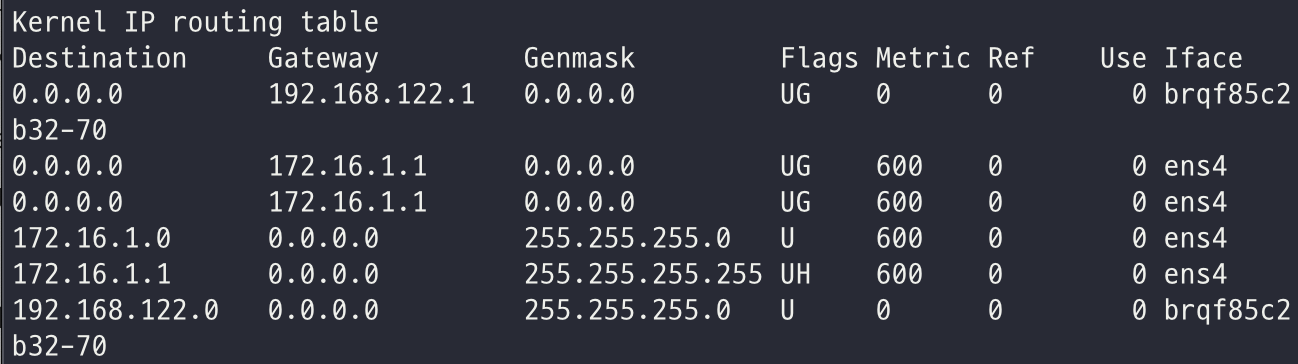 Kernel IP routing table
Destination     Gateway         Genmask         Flags Metric Ref    Use Iface
0.0.0.0         192.168.122.1   0.0.0.0         UG    0      0        0 brqf85c2
b32-70
0.0.0.0         172.16.1.1      0.0.0.0         UG    600    0        0 ens4
0.0.0.0         172.16.1.1      0.0.0.0         UG    600    0        0 ens4
172.16.1.0      0.0.0.0         255.255.255.0   U     600    0        0 ens4
172.16.1.1      0.0.0.0         255.255.255.255 UH    600    0        0 ens4
192.168.122.0   0.0.0.0         255.255.255.0   U     0      0        0 brqf85c2
b32-70